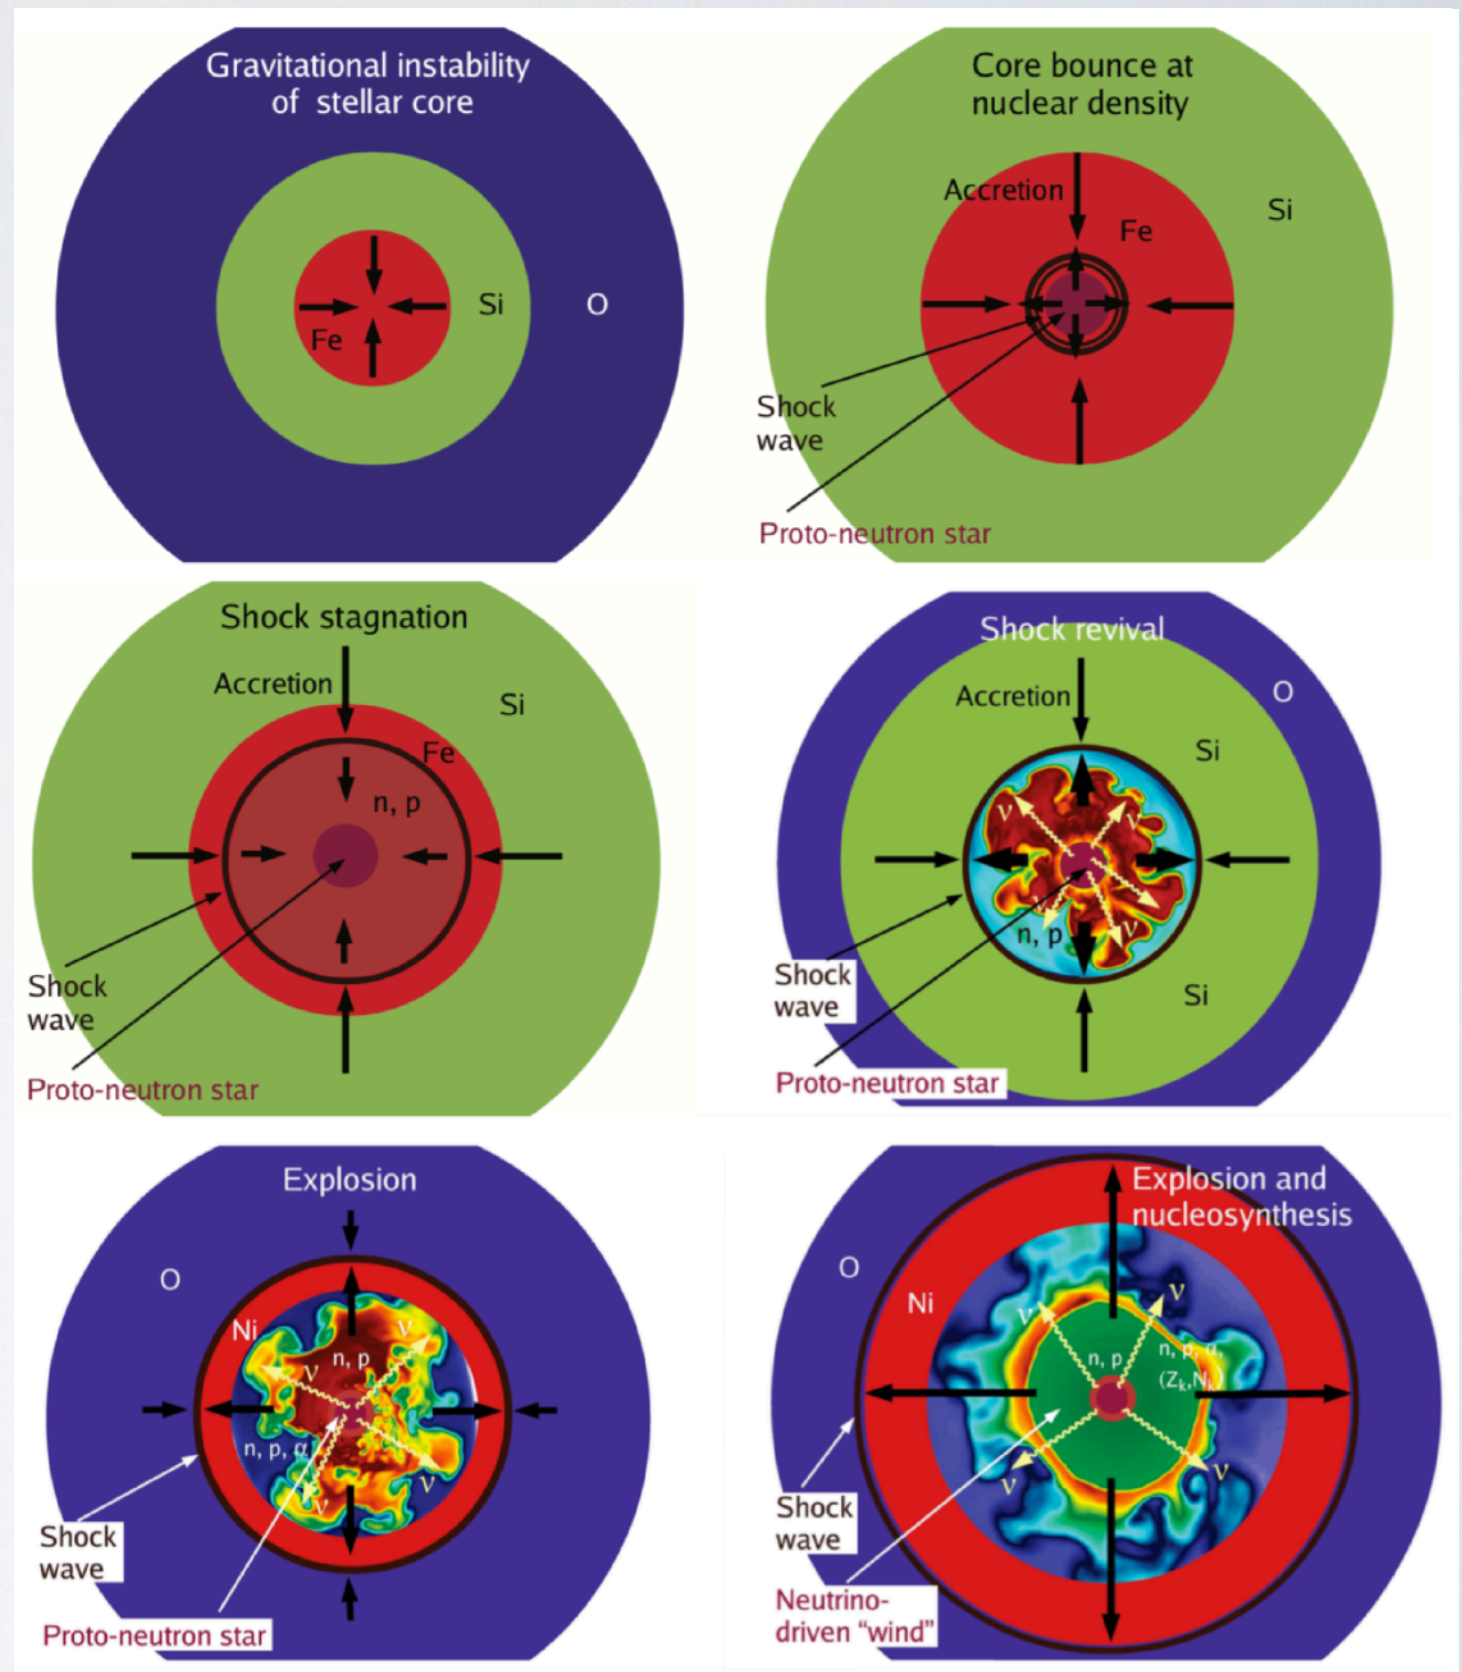 Gravitational instability
of stellar core
Fe
Si
O
Core bounce at
nuclear density
Accretion
Fe
Si
Shock
wave
Proto-neutron star
Shock stagnation
Accretion
Si
Fe
n, p
Shock
wave
Proto-neutron star
Shock revival
Accretion
O
Si
ν
ν
ν
ν
n, p
Si
Shock
wave
Proto-neutron star
Explosion
O
Ni
ν
n, p
ν
n, p, α
ν
ν
Shock
wave
Proto-neutron star
Explosion and
nucleosynthesis
O
Ni
ν
ν
n, p
n, p, α,
(Zk,Nk)
ν
ν
Shock
wave
Neutrino-
driven “wind”